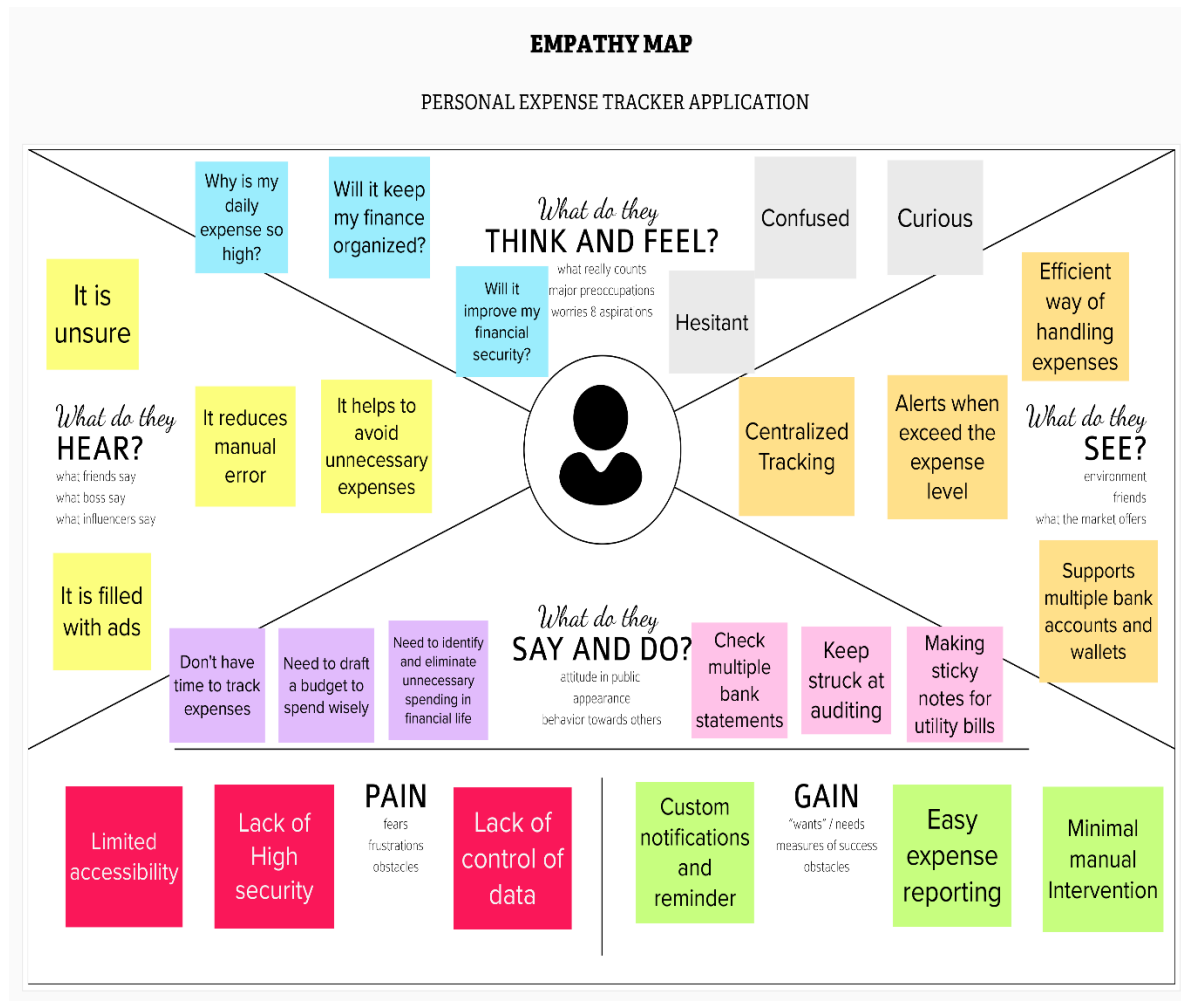 EMPATHY MAP
PERSONAL EXPENSE TRACKER APPLICATION
Why is my
daily
expense so
high?
Will it keep
my finance
organized?
What do they
THINK AND FEEL?
what really counts
major preoccupations
worries & aspirations
Will it
improve my
financial
security?
Confused
Curious
Hesitant
It is
unsure
What do they
HEAR?
what friends say
what boss say
what influencers say
It reduces
manual
error
It helps to
avoid
unnecessary
expenses
It is filled
with ads
Efficient
way of
handling
expenses
Centralized
Tracking
Alerts when
exceed the
expense
level
What do they
SEE?
environment
friends
what the market offers
Supports
multiple bank
accounts and
wallets
What do they
SAY AND DO?
attitude in public
appearance
behavior towards others
Don't have
time to track
expenses
Need to draft
a budget to
spend wisely
Need to identify
and eliminate
unnecessary
spending in
financial life
Check
multiple
bank
statements
Keep
struck at
auditing
Making
sticky
notes for
utility bills
PAIN
fears
frustrations
obstacles
Limited
accessibility
Lack of
High
security
Lack of
control of
data
GAIN
"wants" / needs
measures of success
obstacles
Custom
notifications
and
reminder
Easy
expense
reporting
Minimal
manual
Intervention